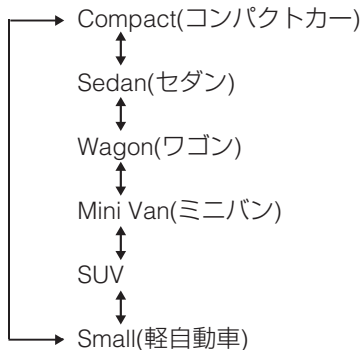 Compact(コンパクトカー)
Sedan(セダン)
Wagon(ワゴン)
Mini Van(ミニバン)
SUV
Small(軽自動車)